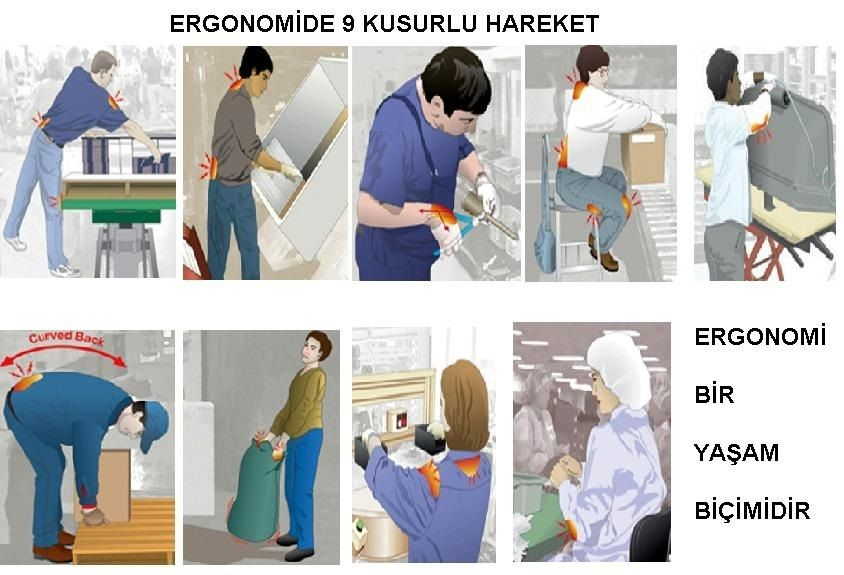 ERGONOMİDE 9 KUSURLU HAREKET
Curved Back
ERGONOMİ
BİR
YAŞAM
BİÇİMİDİR